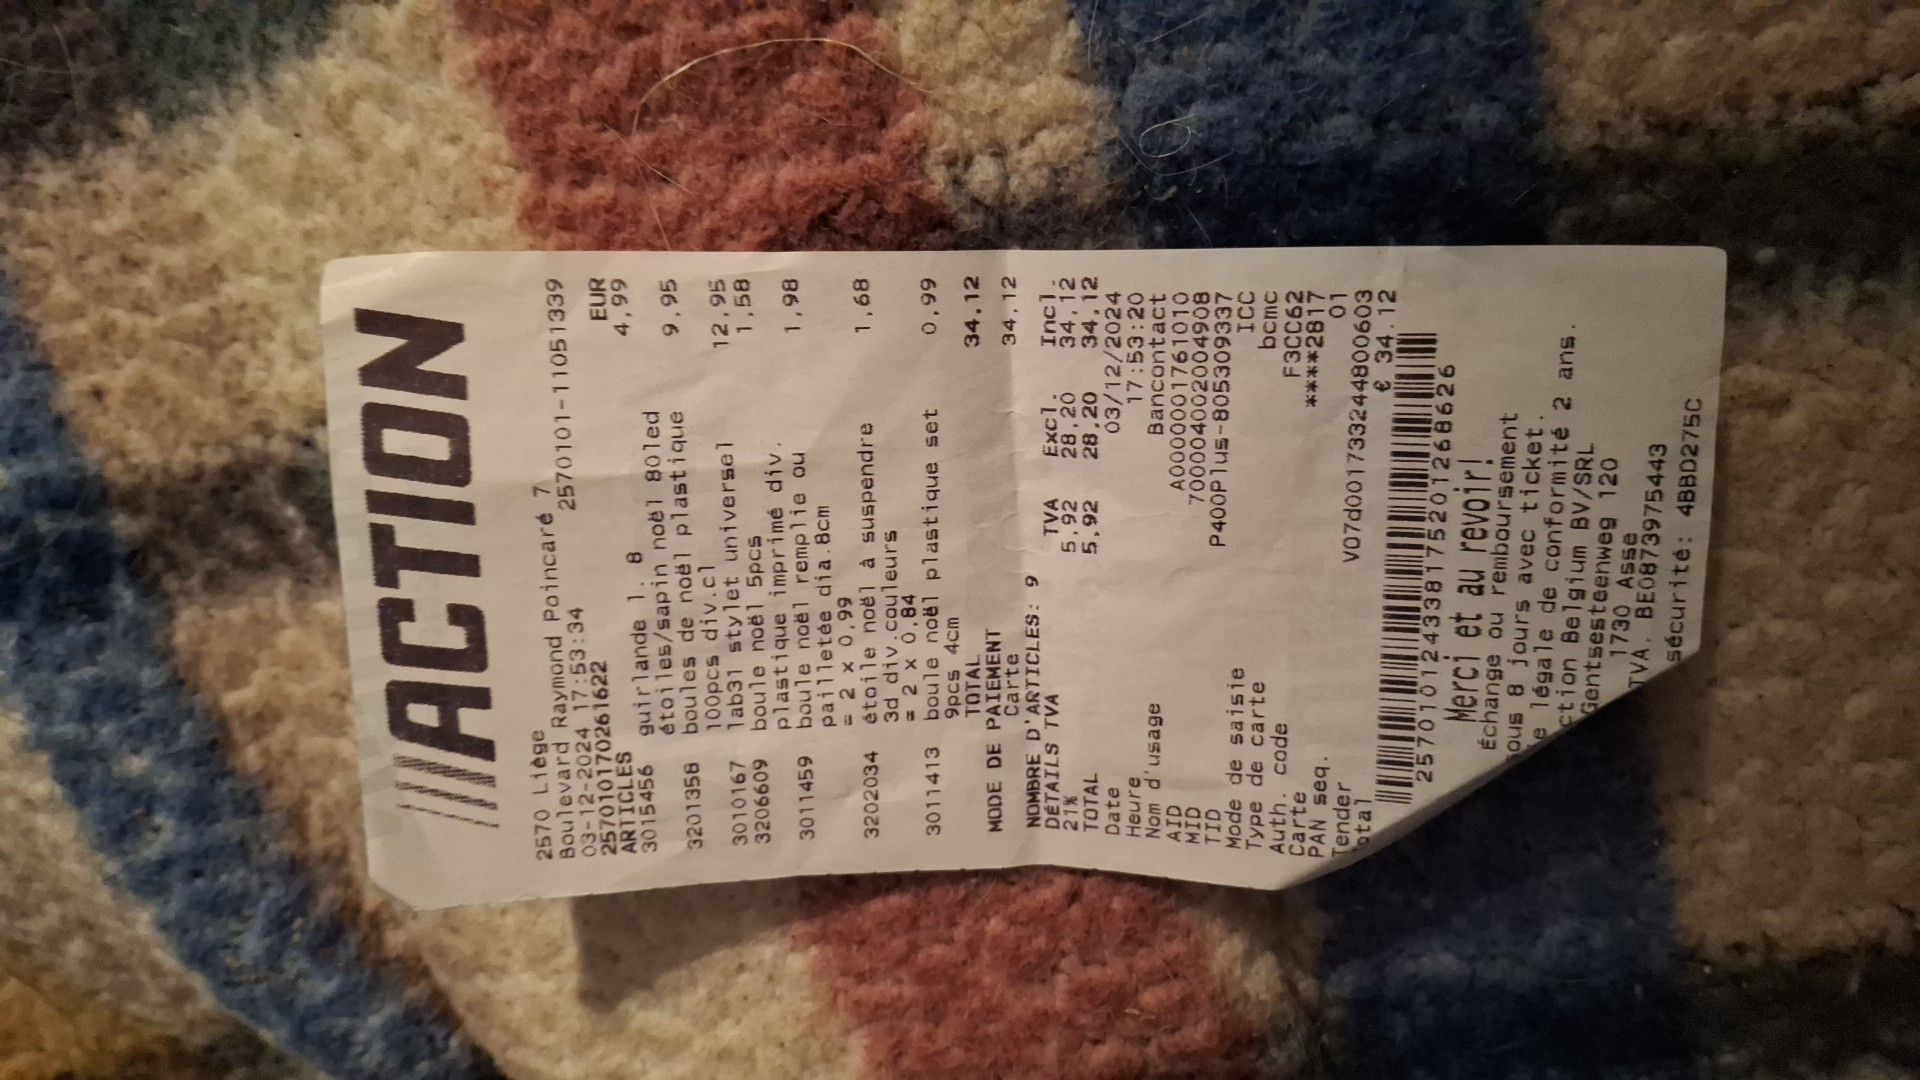 ACTION
2570 Liège
Boulevard Raymond Poincaré 7
03-12-2024 17:53:34 2570101-11051339
2570101702616​22
ARTICLES EUR
3015456 guirlande 1. 8 4,99
étoiles/sapin noël 80led
3201358 boules de noël plastique 9,95
100pcs div.cl
3010167 lab31 stylet universel 12,95
3206609 boule noël 5pcs 1,58
plastique imprimé div.
3011459 boule noël remplie ou 1,98
pailletée dia.8cm
= 2 x 0,99
3202034 étoile noël à suspendre 1,68
3d div.couleurs
= 2 x 0,84
3011413 boule noël plastique set 0,99
9pcs 4cm
TOTAL 34,12
MODE DE PAIEMENT
Carte 34,12
NOMBRE D'ARTICLES: 9
DÉTAILS TVA TVA Excl. Incl.
21% 5,92 28,20 34,12
TOTAL 5,92 28,20 34,12
Date 03/12/2024
Heure 17:53:20
Nom d'usage Bancontact
AID A0000001761010
MID 700004002004908
TID P400Plus-805309337
Mode de saisie ICC
Type de carte bcmc
Auth. code F3CC62
Carte ****2817
PAN seq. 01
Tender V07d001733244800603
otal € 34.12
2570101243381752012686​26
Merci et au revoir!
Échange ou remboursement
ous 8 jours avec ticket.
e légale de conformité 2 ans.
ction Belgium BV/SRL
Gentsesteenweg 120
1730 Asse
TVA. BE0873975443
sécurité: 4BBD275C